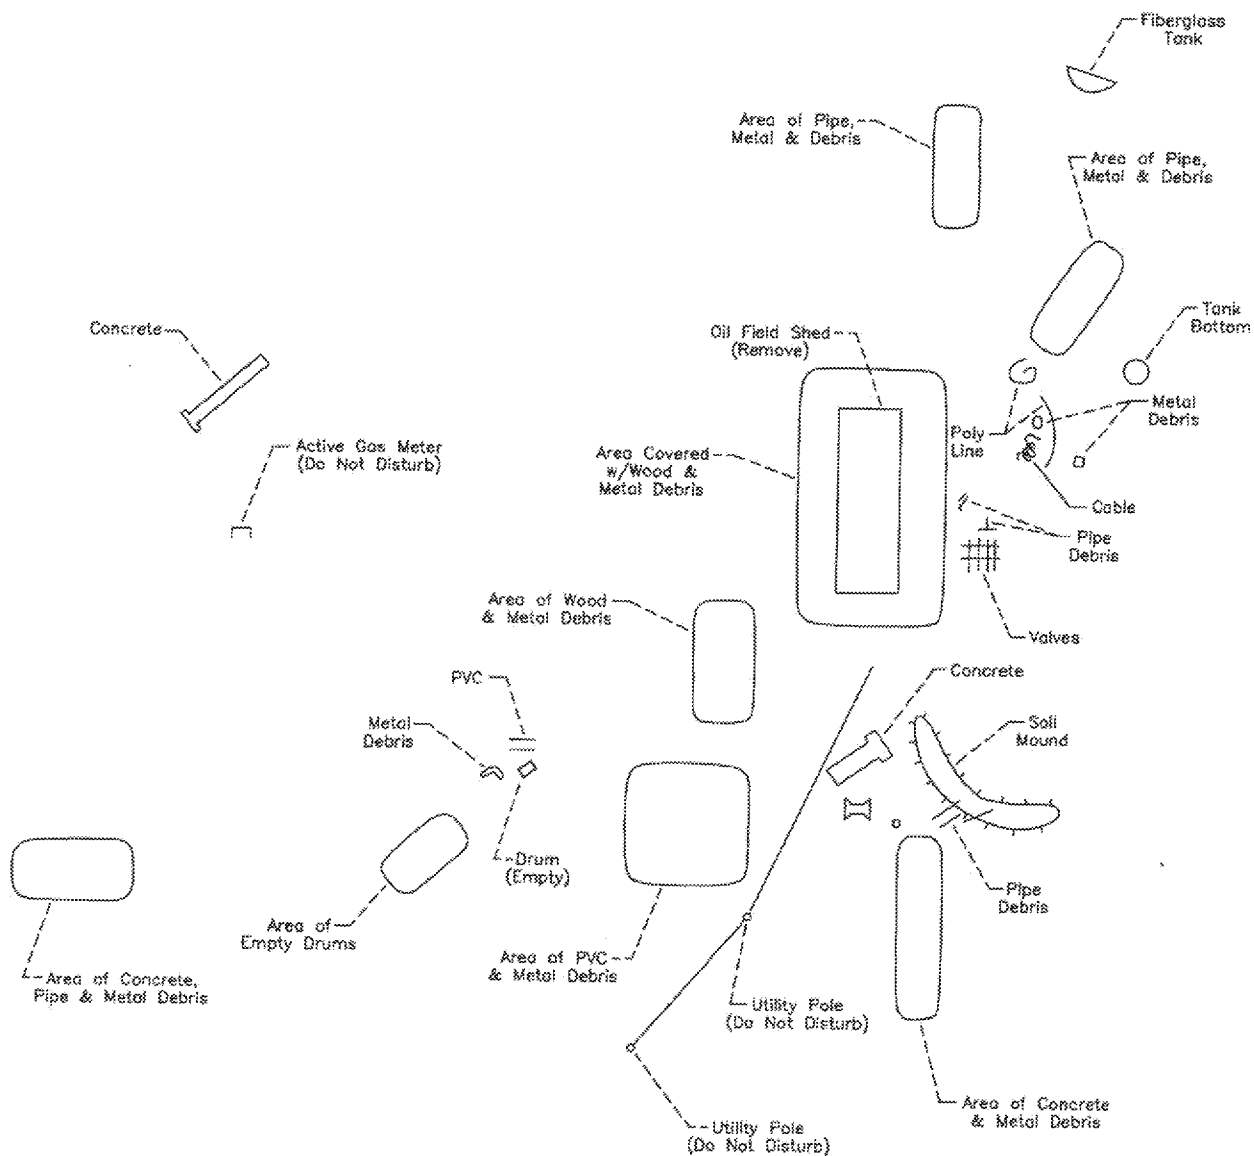 Fiberglass
Tank
Area of Pipe,
Metal & Debris
Area of Pipe,
Metal & Debris
Tank
Bottom
Concrete
Oil Field Shed
(Remove)
Metal
Debris
Poly
Line
Active Gas Meter
(Do Not Disturb)
Area Covered
w/Wood &
Metal Debris
Cable
Pipe
Debris
Area of Wood
& Metal Debris
Valves
PVC
Concrete
Metal
Debris
Soil
Mound
Drum
(Empty)
Pipe
Debris
Area of
Empty Drums
Area of PVC
& Metal Debris
Area of Concrete,
Pipe & Metal Debris
Utility Pole
(Do Not Disturb)
Area of Concrete
& Metal Debris
Utility Pole
(Do Not Disturb)